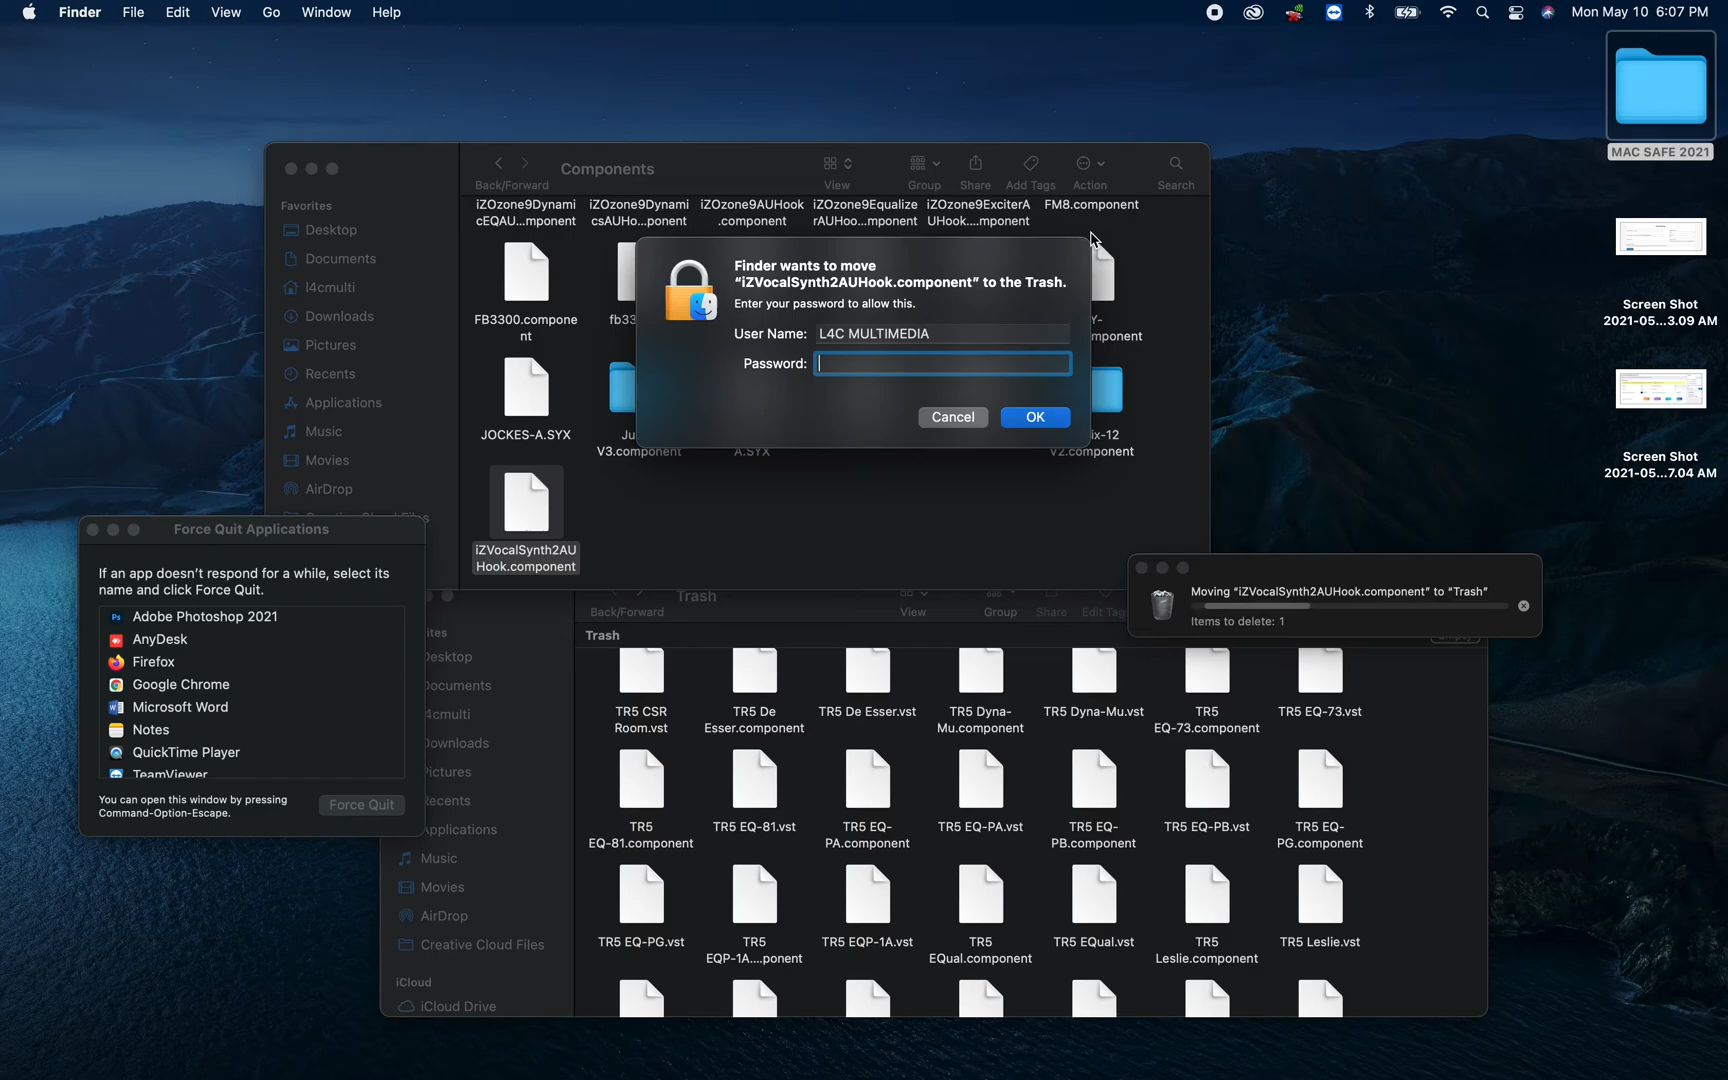 Finder File Edit View Go Window Help Mon May 10 6:07 PM
MAC SAFE 2021
Screen Shot
2021-05...3.09 AM
Screen Shot
2021-05...7.04 AM
Components
Back/Forward View Group Share Add Tags Action Search
Favorites
Desktop
Documents
l4cmulti
Downloads
Pictures
Recents
Applications
Music
Movies
AirDrop
iZOzone9Dynami
cEQAU...mponent
iZOzone9Dynami
csAUHo...ponent
iZOzone9AUHook
.component
iZOzone9Equalize
rAUHoo...mponent
iZOzone9ExciterA
UHook....mponent
FM8.component
FB3300.compone
nt
fb33
Y-
mponent
JOCKES-A.SYX
Ju
V3.component
A.SYX
ix-12
V2.component
iZVocalSynth2AU
Hook.component
Finder wants to move
“iZVocalSynth2AUHook.component” to the Trash.
Enter your password to allow this.
User Name: L4C MULTIMEDIA
Password:
Cancel OK
Force Quit Applications
If an app doesn’t respond for a while, select its
name and click Force Quit.
Ps Adobe Photoshop 2021
AnyDesk
Firefox
Google Chrome
Microsoft Word
Notes
QuickTime Player
TeamViewer
You can open this window by pressing
Command-Option-Escape.
Force Quit
Moving “iZVocalSynth2AUHook.component” to “Trash”
Items to delete: 1
Trash
Back/Forward View Group Share Edit Tag
Trash
ites
Desktop
Documents
l4cmulti
Downloads
Pictures
Recents
Applications
Music
Movies
AirDrop
Creative Cloud Files
iCloud
iCloud Drive
TR5 CSR
Room.vst
TR5 De
Esser.component
TR5 De Esser.vst
TR5 Dyna-
Mu.component
TR5 Dyna-Mu.vst
TR5
EQ-73.component
TR5 EQ-73.vst
TR5
EQ-81.component
TR5 EQ-81.vst
TR5 EQ-
PA.component
TR5 EQ-PA.vst
TR5 EQ-
PB.component
TR5 EQ-PB.vst
TR5 EQ-
PG.component
TR5 EQ-PG.vst
TR5
EQP-1A....ponent
TR5 EQP-1A.vst
TR5
EQual.component
TR5 EQual.vst
TR5
Leslie.component
TR5 Leslie.vst